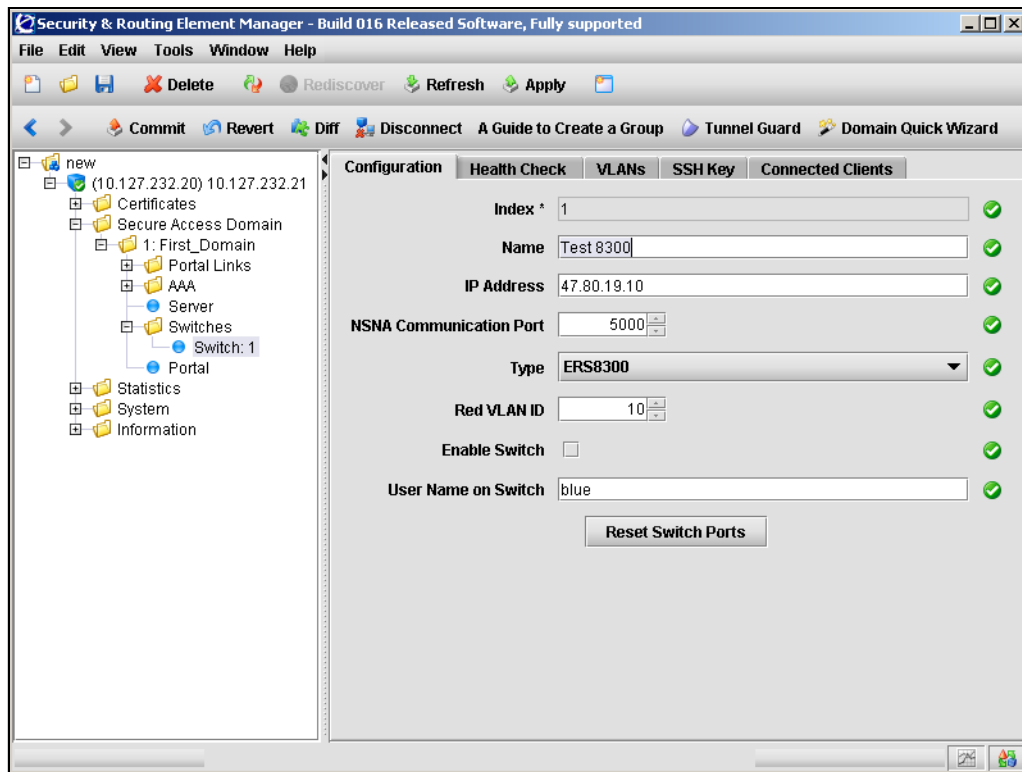 Security & Routing Element Manager - Build 016 Released Software, Fully supported
File Edit View Tools Window Help
Delete Rediscover Refresh Apply
Commit Revert Diff Disconnect A Guide to Create a Group Tunnel Guard Domain Quick Wizard
new
(10.127.232.20) 10.127.232.21
Certificates
Secure Access Domain
1: First_Domain
Portal Links
AAA
Server
Switches
Switch: 1
Portal
Statistics
System
Information
Configuration Health Check VLANs SSH Key Connected Clients
Index * 1
Name Test 8300
IP Address 47.80.19.10
NSNA Communication Port 5000
Type ERS8300
Red VLAN ID 10
Enable Switch
User Name on Switch blue
Reset Switch Ports